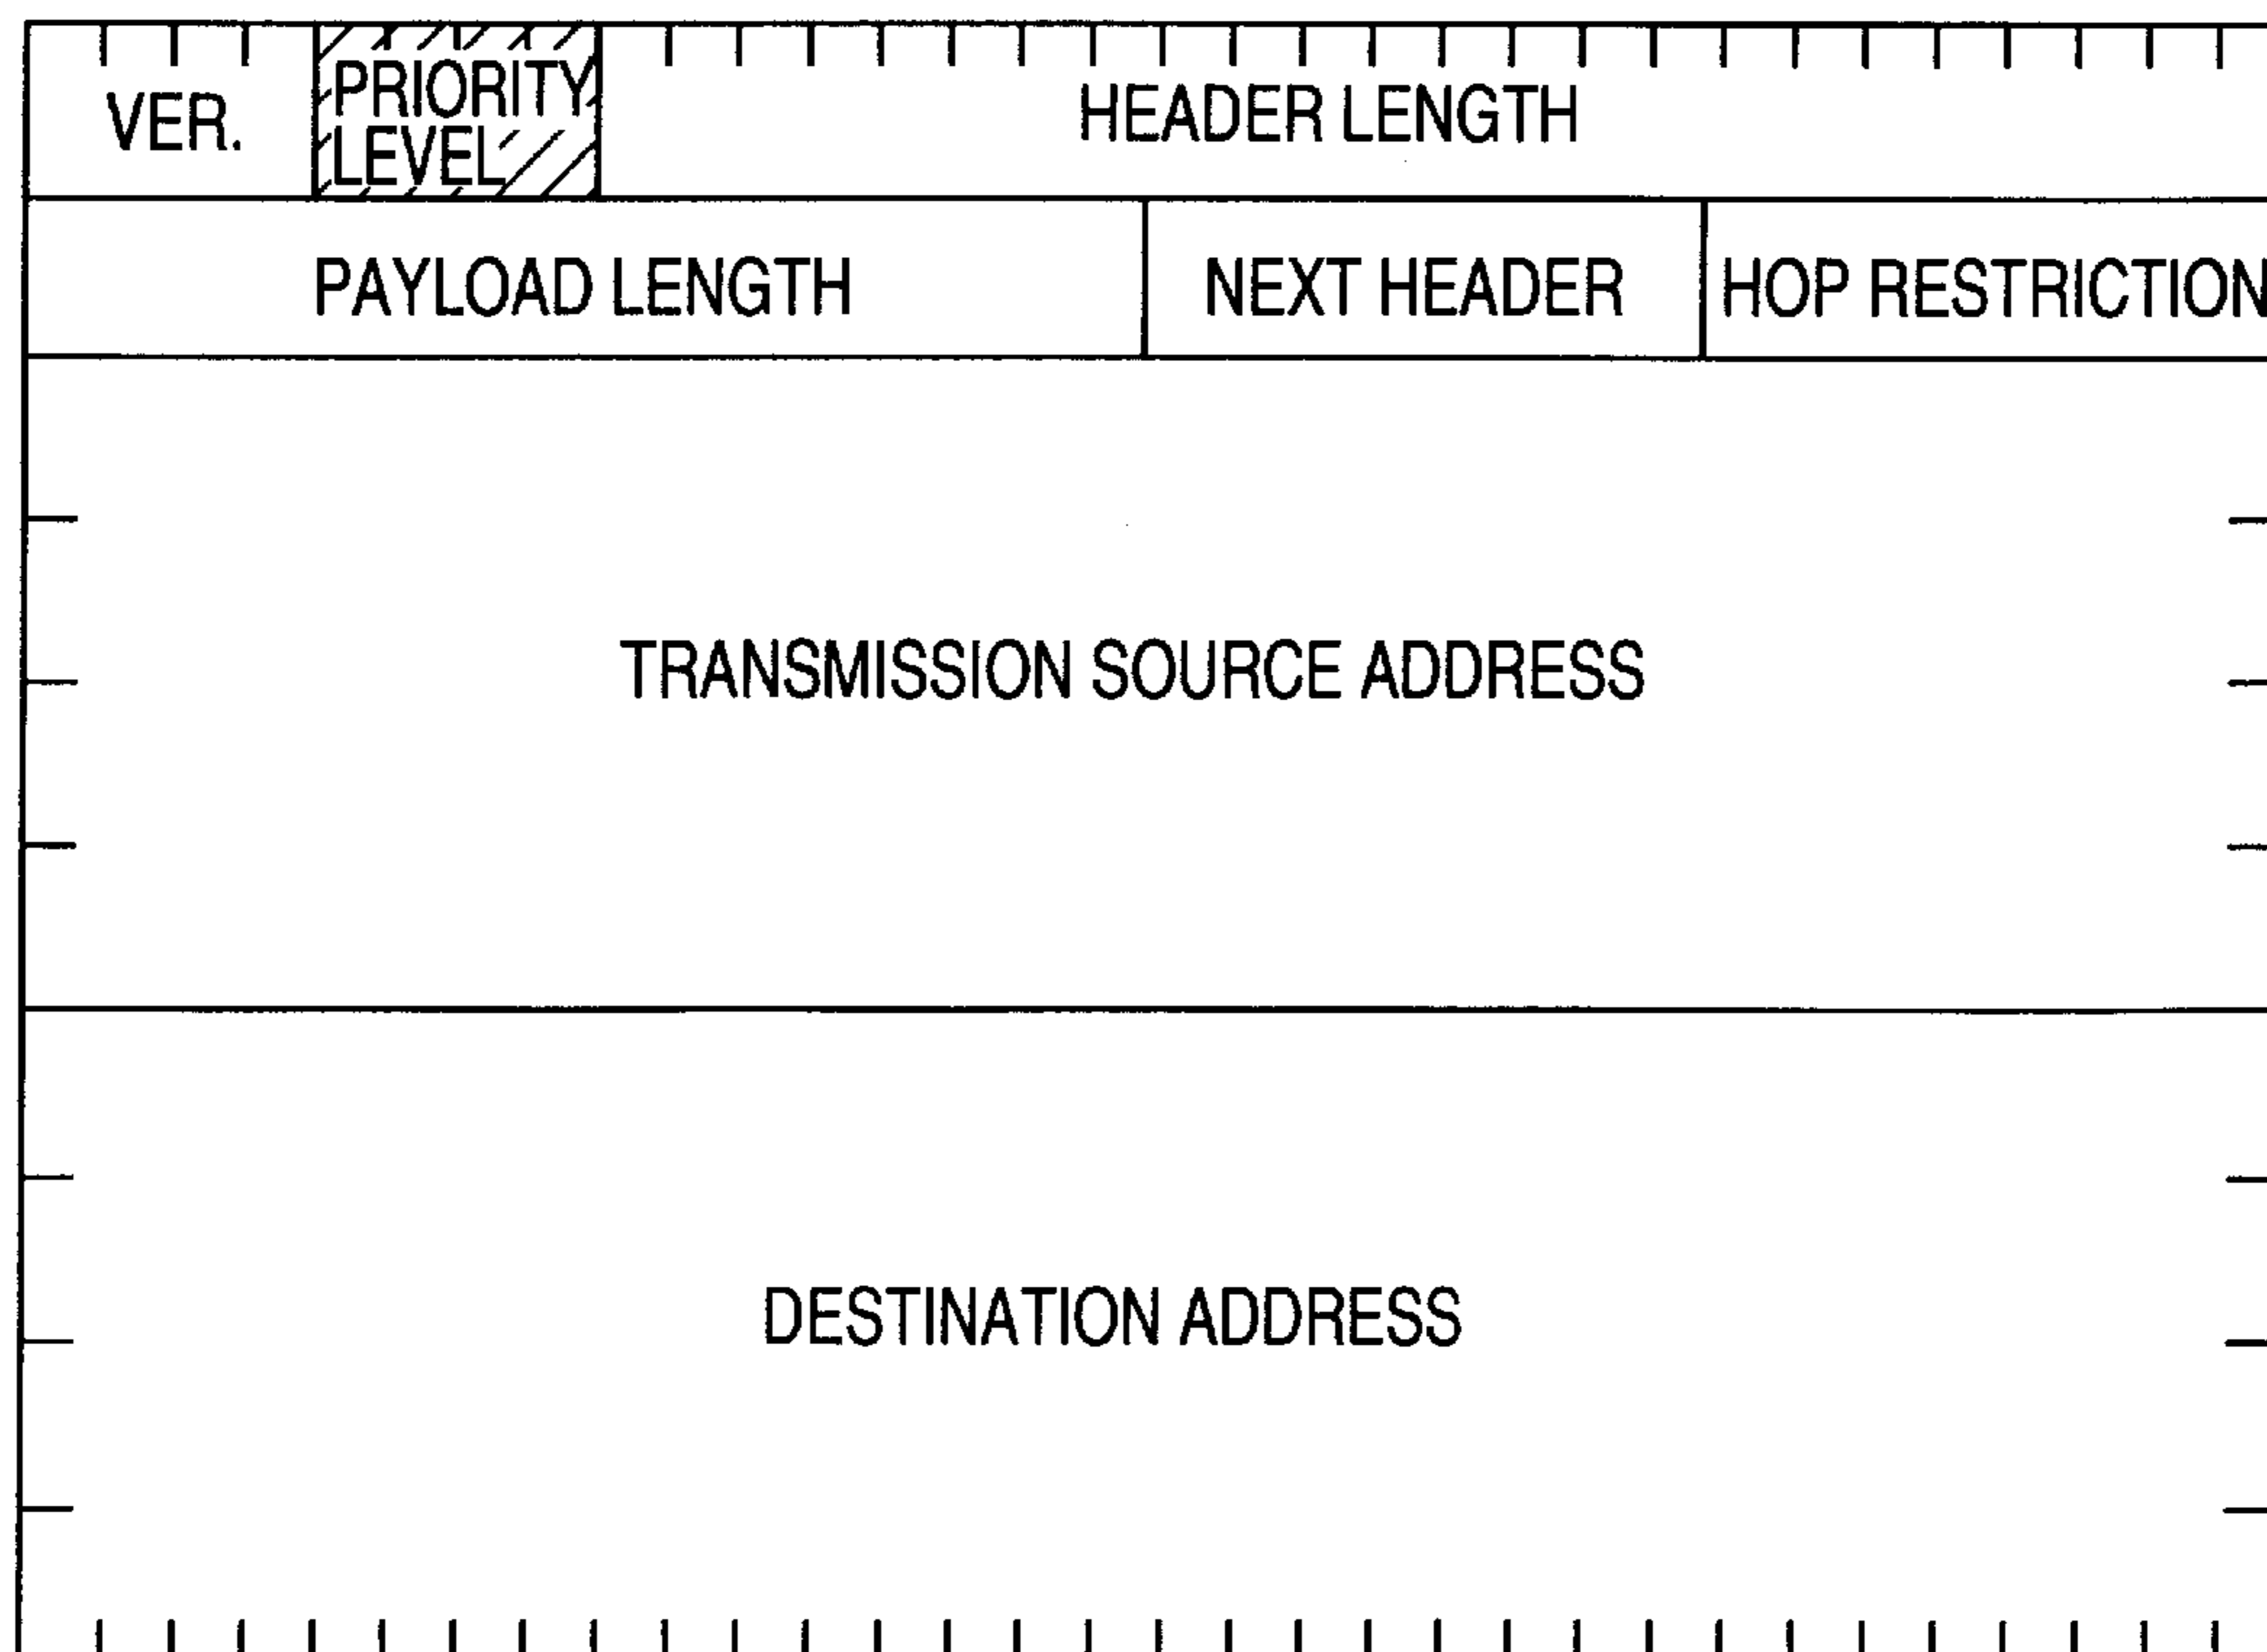 VER.
PRIORITY
LEVEL
HEADER LENGTH
PAYLOAD LENGTH
NEXT HEADER
HOP RESTRICTION
TRANSMISSION SOURCE ADDRESS
DESTINATION ADDRESS